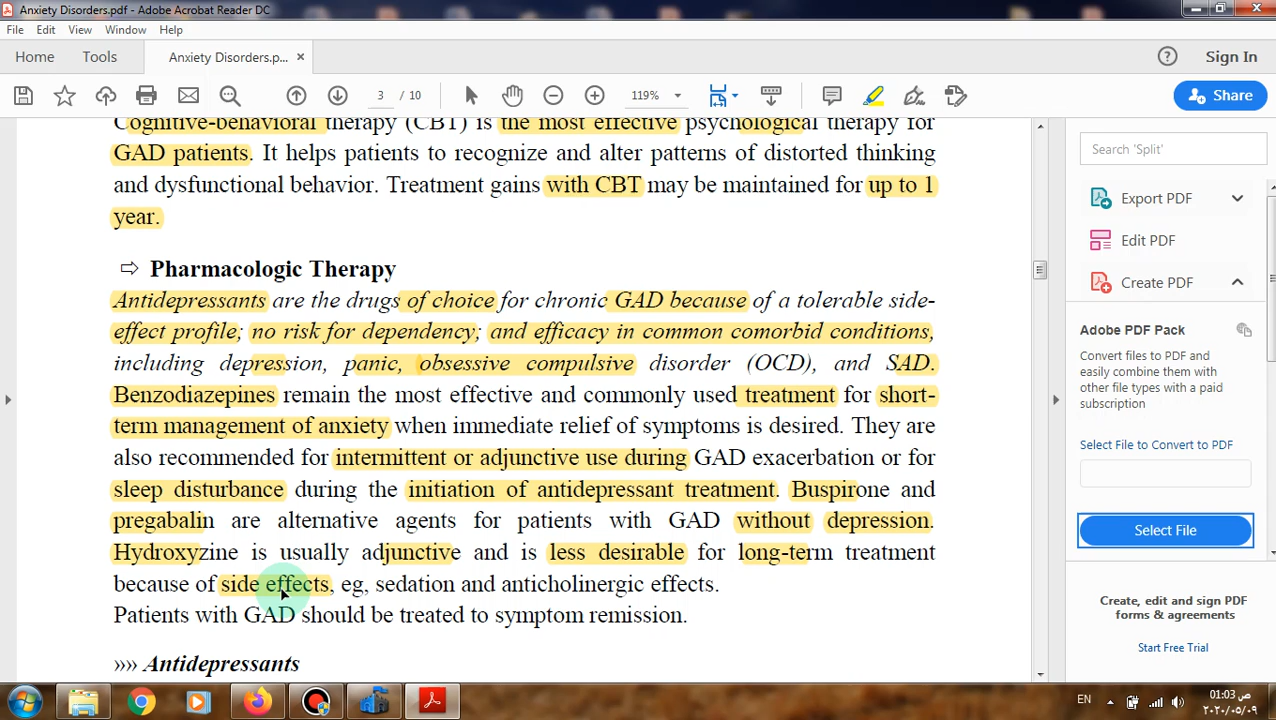 Anxiety Disorders.pdf - Adobe Acrobat Reader DC
File Edit View Window Help
Home Tools Anxiety Disorders.p... × Sign In
3 / 10 119% Share
Cognitive-behavioral therapy (CBT) is the most effective psychological therapy for
GAD patients. It helps patients to recognize and alter patterns of distorted thinking
and dysfunctional behavior. Treatment gains with CBT may be maintained for up to 1
year.
⇨ Pharmacologic Therapy
Antidepressants are the drugs of choice for chronic GAD because of a tolerable side-
effect profile; no risk for dependency; and efficacy in common comorbid conditions,
including depression, panic, obsessive compulsive disorder (OCD), and SAD.
Benzodiazepines remain the most effective and commonly used treatment for short-
term management of anxiety when immediate relief of symptoms is desired. They are
also recommended for intermittent or adjunctive use during GAD exacerbation or for
sleep disturbance during the initiation of antidepressant treatment. Buspirone and
pregabalin are alternative agents for patients with GAD without depression.
Hydroxyzine is usually adjunctive and is less desirable for long-term treatment
because of side effects, eg, sedation and anticholinergic effects.
Patients with GAD should be treated to symptom remission.
»» Antidepressants
Search 'Split'
Export PDF
Edit PDF
Create PDF
Adobe PDF Pack
Convert files to PDF and
easily combine them with
other file types with a paid
subscription
Select File to Convert to PDF
Select File
Create, edit and sign PDF
forms & agreements
Start Free Trial
EN
01:03 ص
٢٠٢٠/٠٥/٠٩